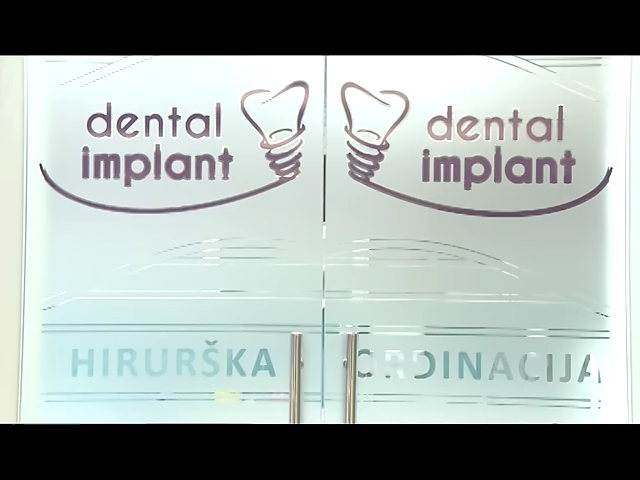 dental
implant
dental
implant
HIRURŠKA ORDINACIJA